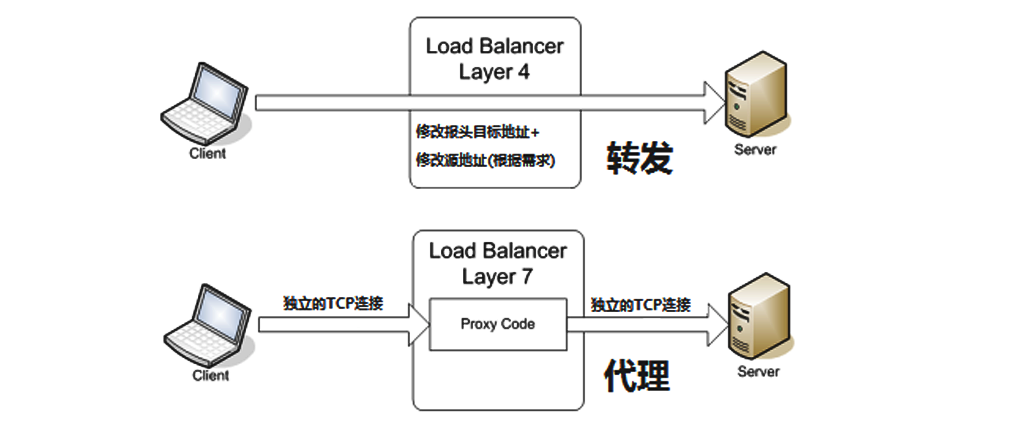 Load Balancer
Layer 4
修改报头目标地址+
修改源地址(根据需求)
转发
Client
Server
Load Balancer
Layer 7
独立的TCP连接
Proxy Code
独立的TCP连接
代理
Client
Server